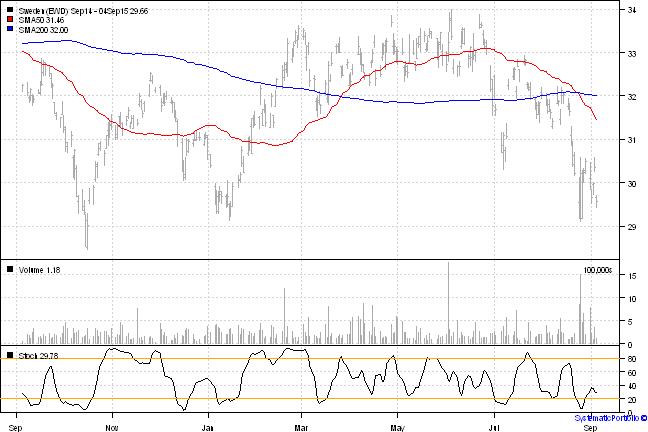 Sweden (EWD) Sep14 - 04Sep15 29.66
SMA50 31.46
SMA200 32.00
34
33
32
31
30
29
Volume 1.18
100,000s
15
10
5
0
Stoch 29.78
80
60
40
20
0
SystematicPortfolio ©
Sep
Nov
Jan
Mar
May
Jul
Sep